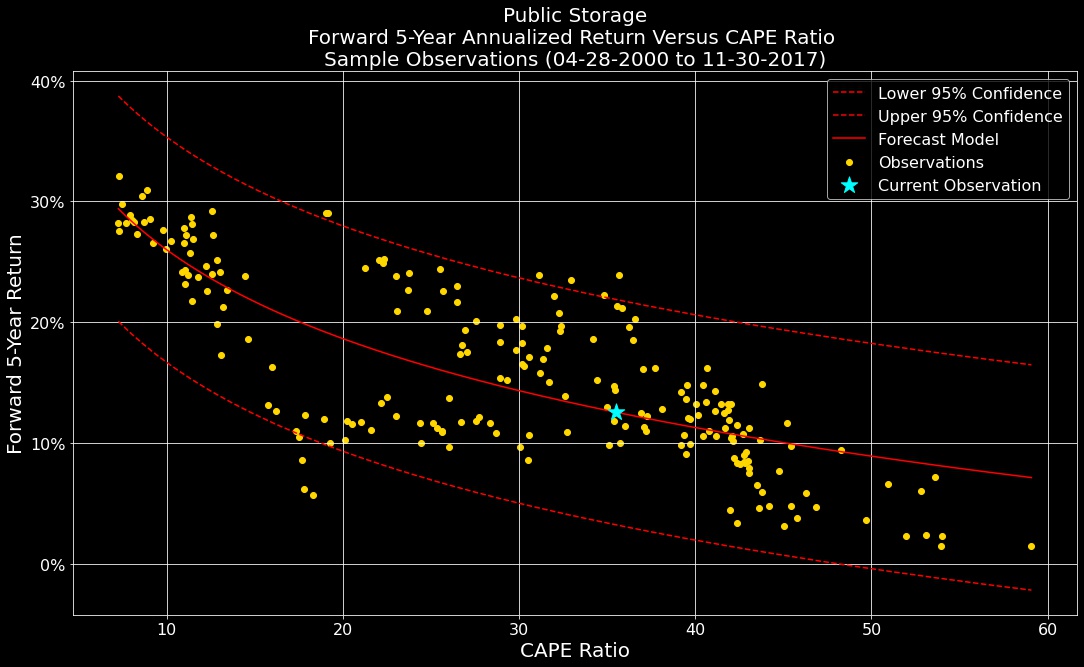 Public Storage
Forward 5-Year Annualized Return Versus CAPE Ratio
Sample Observations (04-28-2000 to 11-30-2017)
Lower 95% Confidence
Upper 95% Confidence
Forecast Model
Observations
Current Observation
Forward 5-Year Return
40%
30%
20%
10%
0%
10 20 30 40 50 60
CAPE Ratio